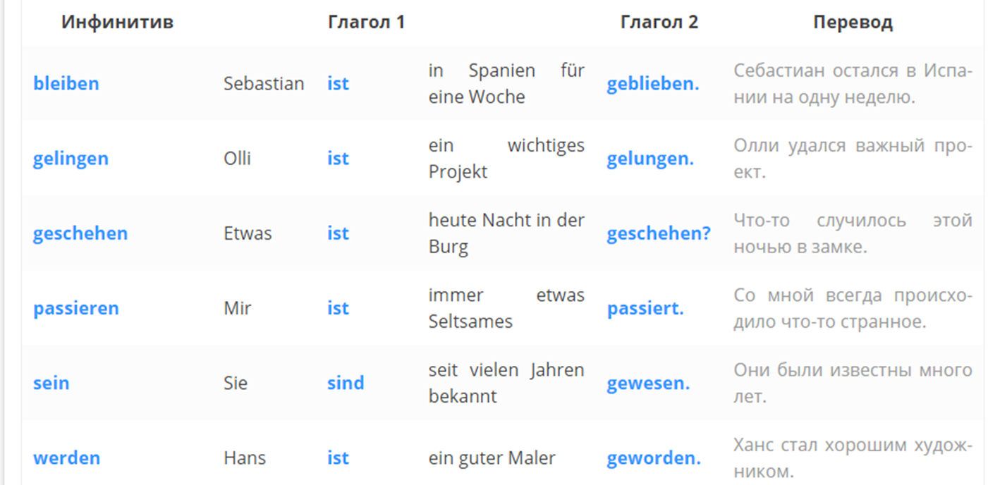 Инфинитив Глагол 1 Глагол 2 Перевод
bleiben Sebastian ist in Spanien für eine Woche geblieben. Себастиан остался в Испа-
нии на одну неделю.
gelingen Olli ist ein wichtiges Projekt gelungen. Олли удался важный про-
ект.
geschehen Etwas ist heute Nacht in der Burg geschehen? Что-то случилось этой
ночью в замке.
passieren Mir ist immer etwas Seltsames passiert. Со мной всегда происхо-
дило что-то странное.
sein Sie sind seit vielen Jahren bekannt gewesen. Они были известны много
лет.
werden Hans ist ein guter Maler geworden. Ханс стал хорошим худож-
ником.